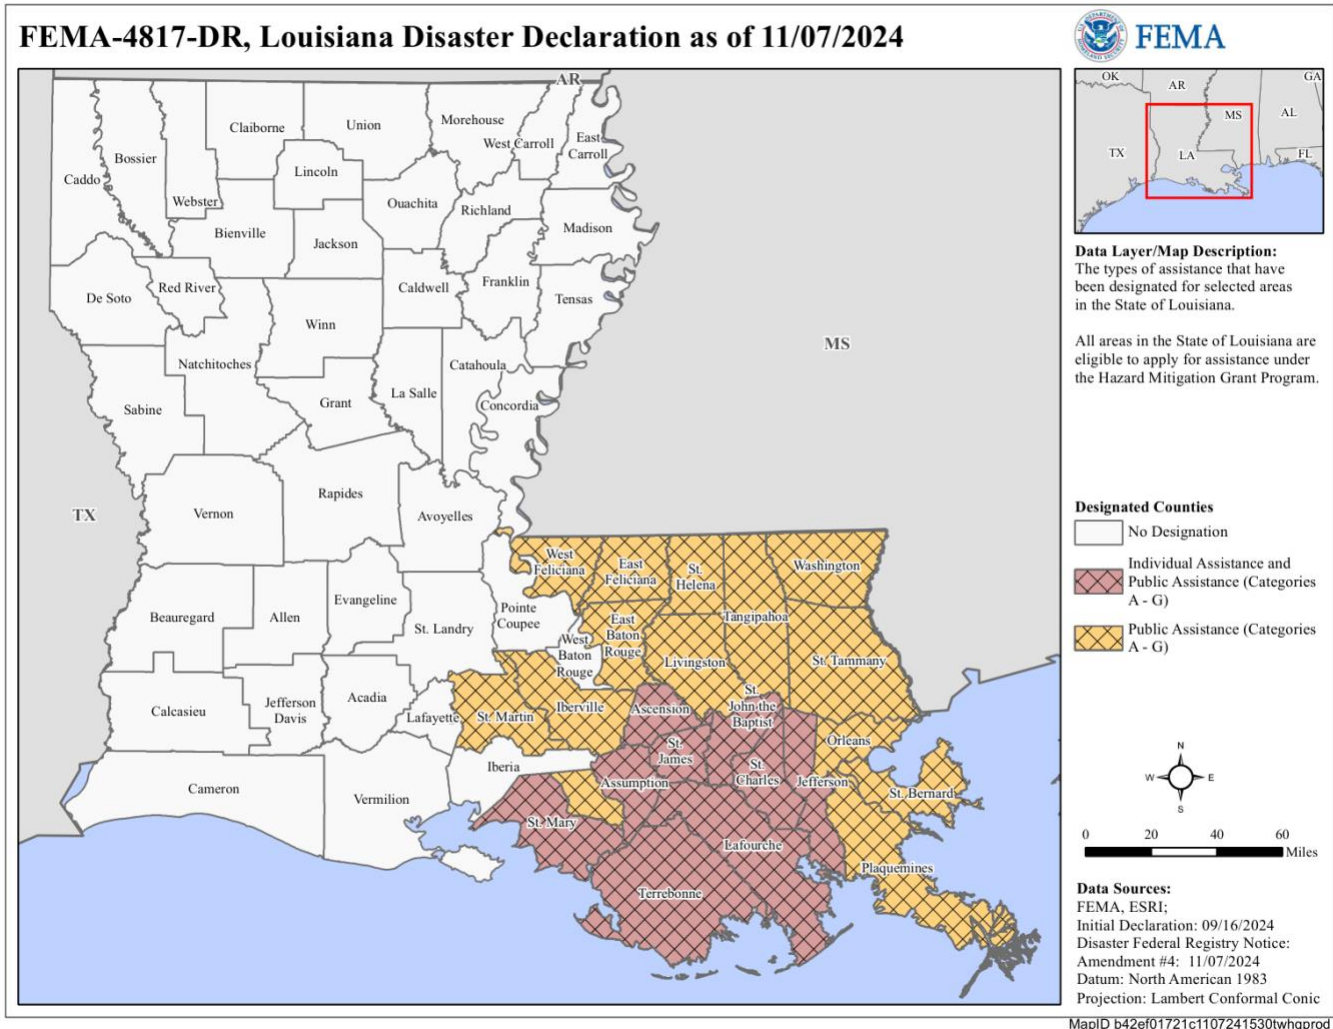 FEMA-4817-DR, Louisiana Disaster Declaration as of 11/07/2024
FEMA
AR
Claiborne
Union
Morehouse
West Carroll
East
Carroll
Bossier
Caddo
Webster
Lincoln
Ouachita
Richland
Madison
Bienville
Jackson
De Soto
Red River
Caldwell
Franklin
Tensas
Winn
Natchitoches
Catahoula
MS
Sabine
Grant
La Salle
Concordia
TX
Vernon
Rapides
Avoyelles
West
Feliciana
East
Feliciana
St.
Helena
Washington
Beauregard
Allen
Evangeline
St. Landry
Pointe
Coupee
West
Baton
Rouge
East
Baton
Rouge
Tangipahoa
Livingston
St. Tammany
Calcasieu
Jefferson
Davis
Acadia
Lafayette
St. Martin
Iberville
Ascension
St.
John the
Baptist
Orleans
St.
James
St.
Charles
Jefferson
St. Bernard
Cameron
Vermilion
Iberia
Assumption
St. Mary
Lafourche
Terrebonne
Plaquemines
OK
AR
GA
MS
AL
TX
LA
FL
Data Layer/Map Description:
The types of assistance that have
been designated for selected areas
in the State of Louisiana.
All areas in the State of Louisiana are
eligible to apply for assistance under
the Hazard Mitigation Grant Program.
Designated Counties
No Designation
Individual Assistance and
Public Assistance (Categories
A - G)
Public Assistance (Categories
A - G)
N
W E
S
0 20 40 60
Miles
Data Sources:
FEMA, ESRI;
Initial Declaration: 09/16/2024
Disaster Federal Registry Notice:
Amendment #4: 11/07/2024
Datum: North American 1983
Projection: Lambert Conformal Conic
MapID b42ef01721c1107241530twhqprod